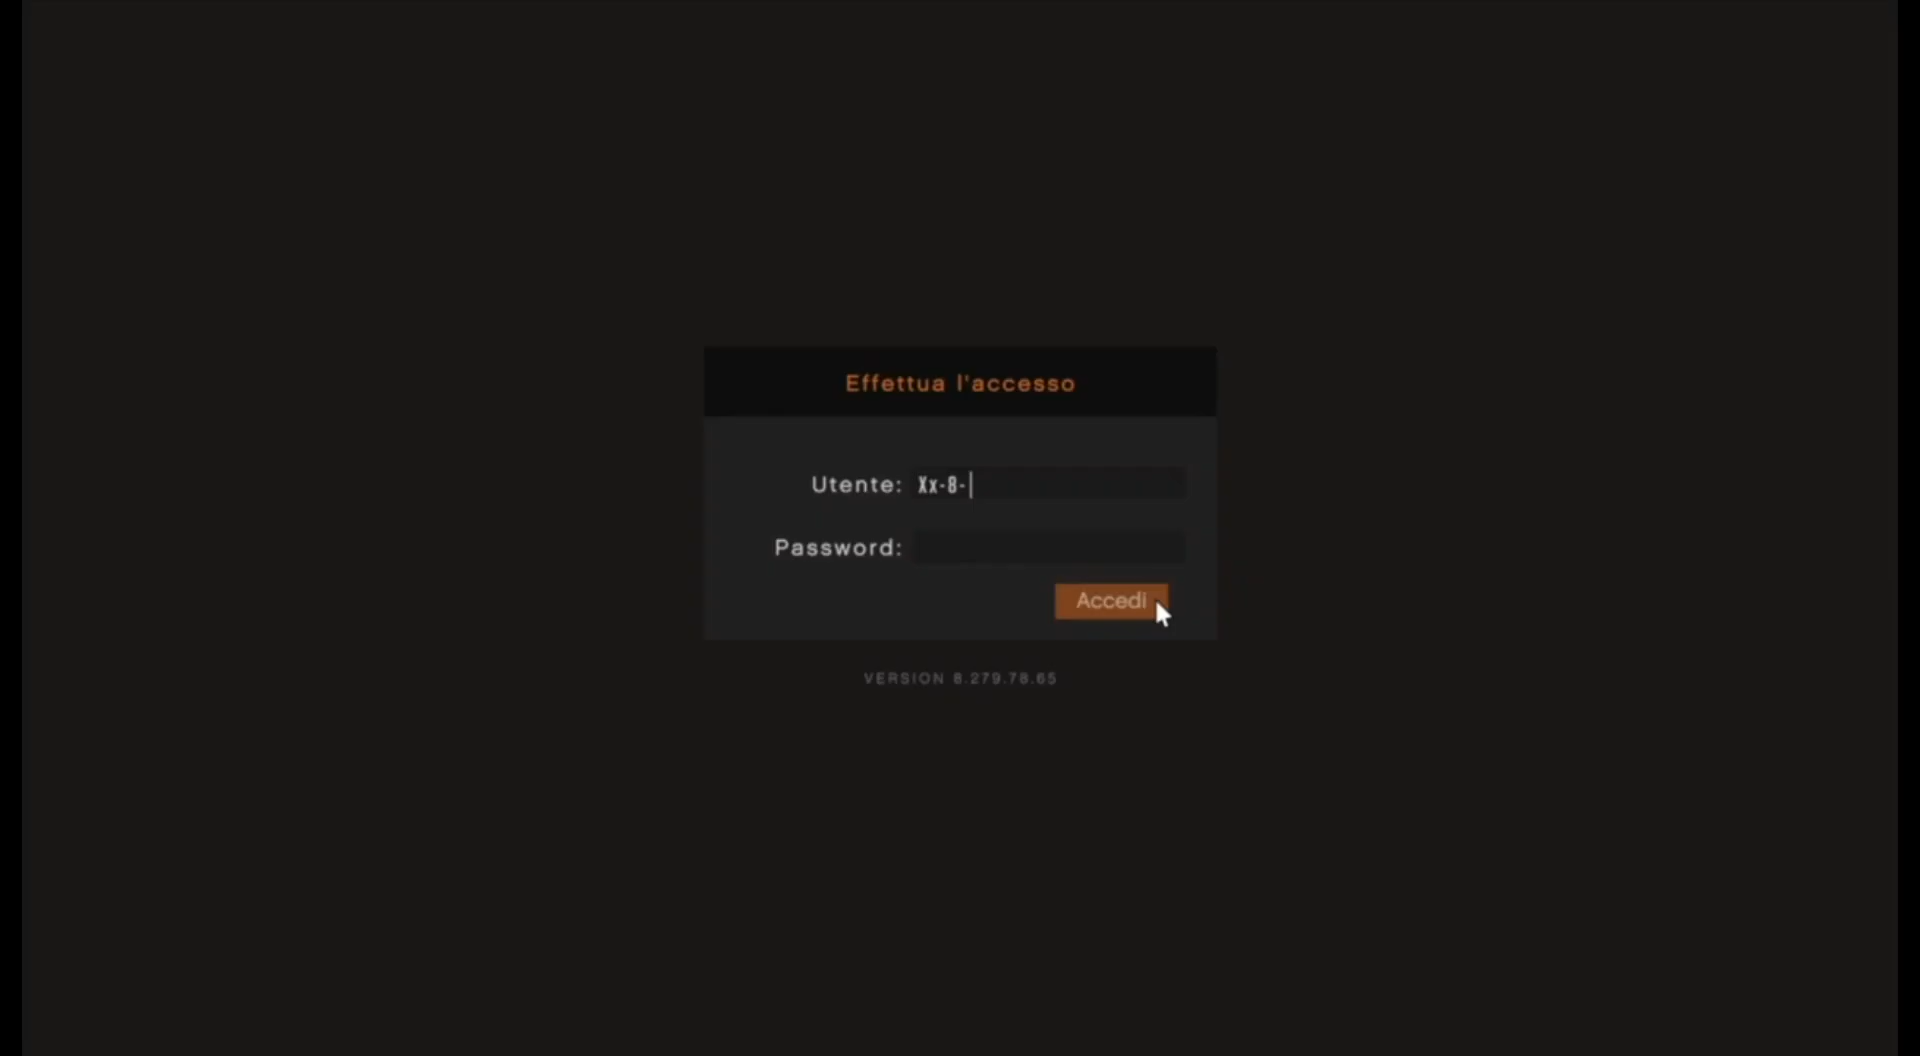 Effettua l'accesso
Utente: Xx-8-
Password:
Accedi
VERSION 8.279.78.65